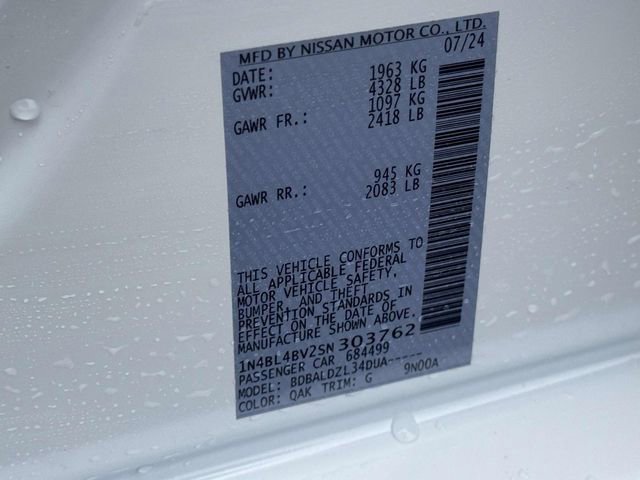 MFD BY NISSAN MOTOR CO., LTD.
DATE: 07/24
GVWR: 1963 KG
4328 LB
GAWR FR.: 1097 KG
2418 LB
GAWR RR.: 945 KG
2083 LB
THIS VEHICLE CONFORMS TO
ALL APPLICABLE FEDERAL
MOTOR VEHICLE SAFETY,
BUMPER, AND THEFT
PREVENTION STANDARDS IN
EFFECT ON THE DATE OF
MANUFACTURE SHOWN ABOVE.
1N4BL4BV2SN303762
PASSENGER CAR 684499
MODEL: BDBALDZL34DUA-----
COLOR: QAK TRIM: G 9N00A